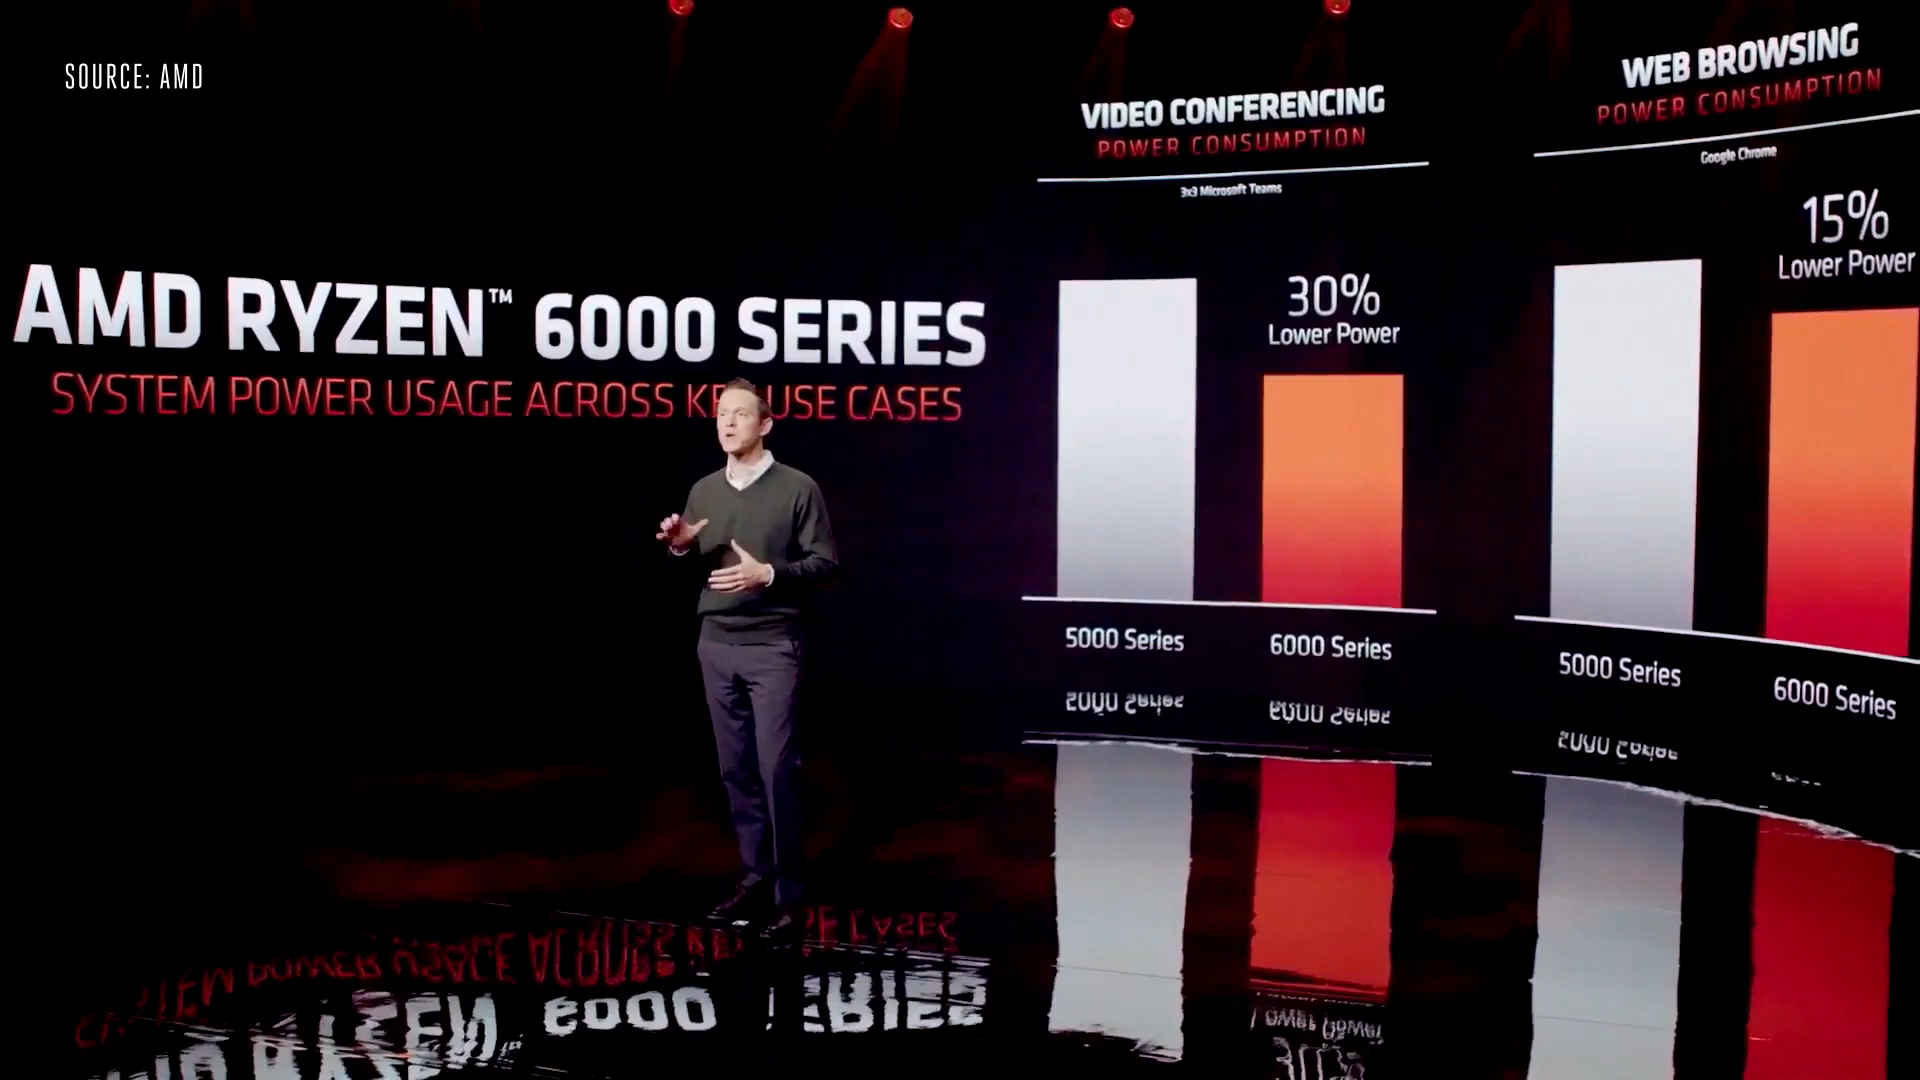 SOURCE: AMD
AMD RYZEN™ 6000 SERIES
SYSTEM POWER USAGE ACROSS USE CASES
VIDEO CONFERENCING
POWER CONSUMPTION
3x3 Microsoft Teams
30%
Lower Power
5000 Series
6000 Series
WEB BROWSING
POWER CONSUMPTION
Google Chrome
15%
Lower Power
5000 Series
6000 Series